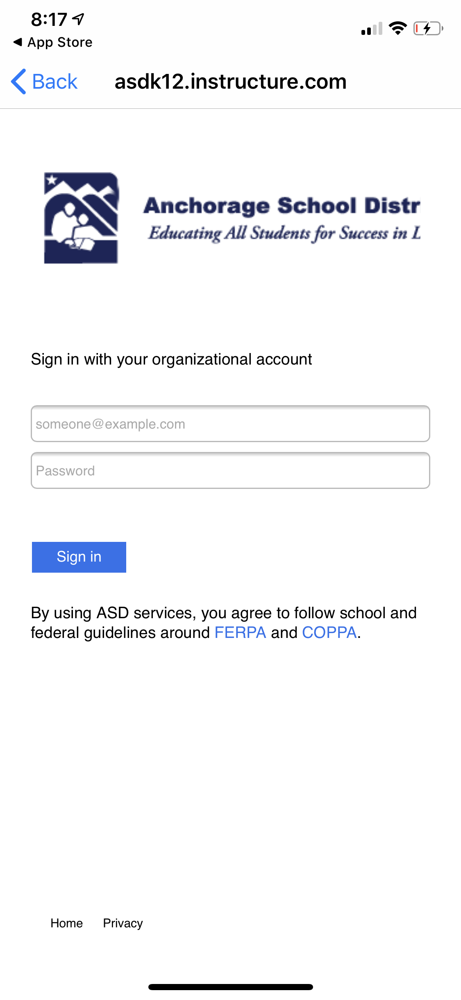 8:17
App Store
Back
asdk12.instructure.com
Anchorage School Distr
Educating All Students for Success in L
Sign in with your organizational account
someone@example.com
Password
Sign in
By using ASD services, you agree to follow school and
federal guidelines around FERPA and COPPA.
Home Privacy